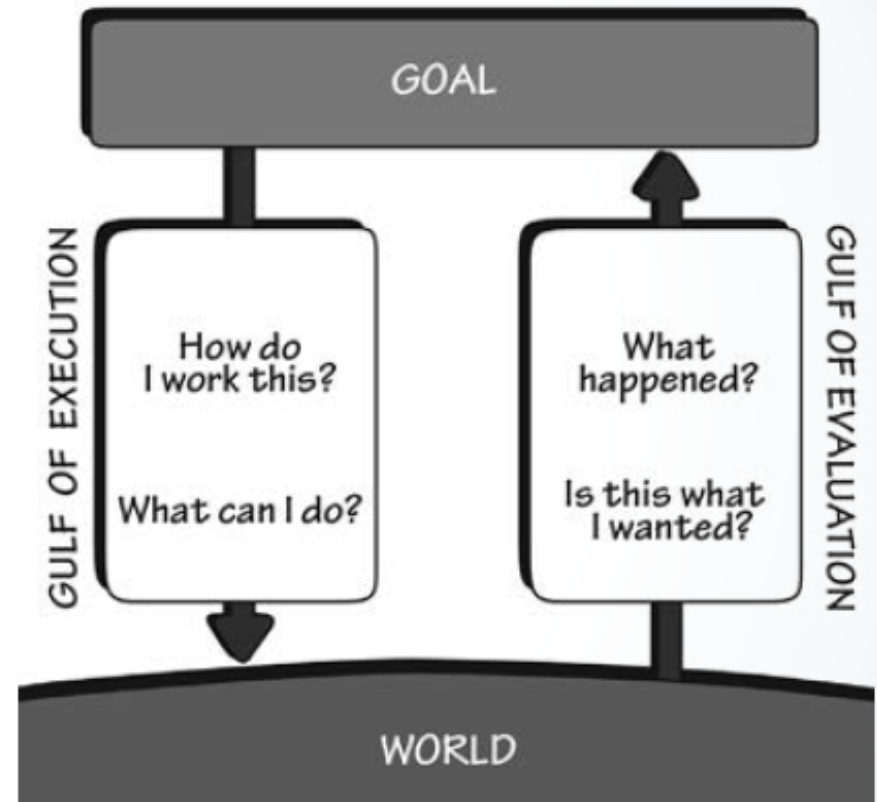 GOAL
GULF OF EXECUTION
How do
I work this?
What can I do?
What
happened?
Is this what
I wanted?
GULF OF EVALUATION
WORLD